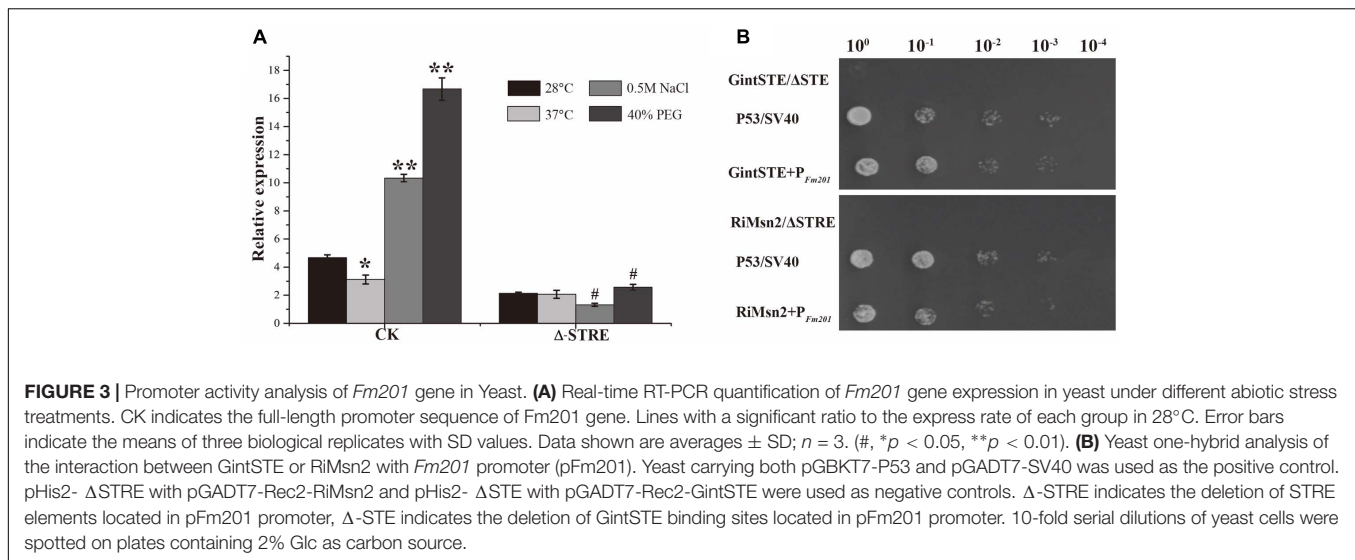 A
B
18
16
14
12
10
8
6
4
2
0
Relative expression
28°C
0.5M NaCl
37°C
40% PEG
*
**
**
#
#
CK
Δ-STRE
10⁰ 10⁻¹ 10⁻² 10⁻³ 10⁻⁴
GintSTE/ΔSTE
P53/SV40
GintSTE+P_Fm201
RiMsn2/ΔSTRE
P53/SV40
RiMsn2+P_Fm201
FIGURE 3 | Promoter activity analysis of Fm201 gene in Yeast. (A) Real-time RT-PCR quantification of Fm201 gene expression in yeast under different abiotic stress
treatments. CK indicates the full-length promoter sequence of Fm201 gene. Lines with a significant ratio to the express rate of each group in 28°C. Error bars
indicate the means of three biological replicates with SD values. Data shown are averages ± SD; n = 3. (#, *p < 0.05, **p < 0.01). (B) Yeast one-hybrid analysis of
the interaction between GintSTE or RiMsn2 with Fm201 promoter (pFm201). Yeast carrying both pGBKT7-P53 and pGADT7-SV40 was used as the positive control.
pHis2- ΔSTRE with pGADT7-Rec2-RiMsn2 and pHis2- ΔSTE with pGADT7-Rec2-GintSTE were used as negative controls. Δ-STRE indicates the deletion of STRE
elements located in pFm201 promoter, Δ-STE indicates the deletion of GintSTE binding sites located in pFm201 promoter. 10-fold serial dilutions of yeast cells were
spotted on plates containing 2% Glc as carbon source.